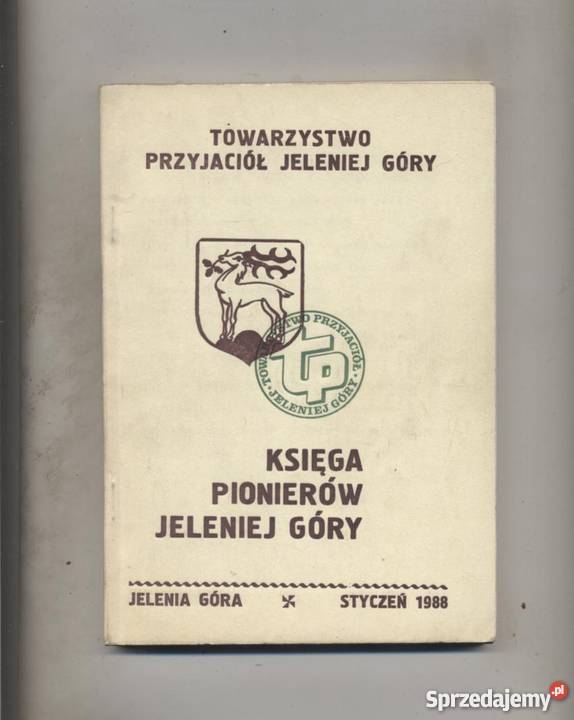 TOWARZYSTWO
PRZYJACIÓŁ JELENIEJ GÓRY
TOWARZYSTWO PRZYJACIÓŁ • JELENIEJ GÓRY •
TP
KSIĘGA
PIONIERÓW
JELENIEJ GÓRY
JELENIA GÓRA STYCZEŃ 1988
Sprzedajemy.pl